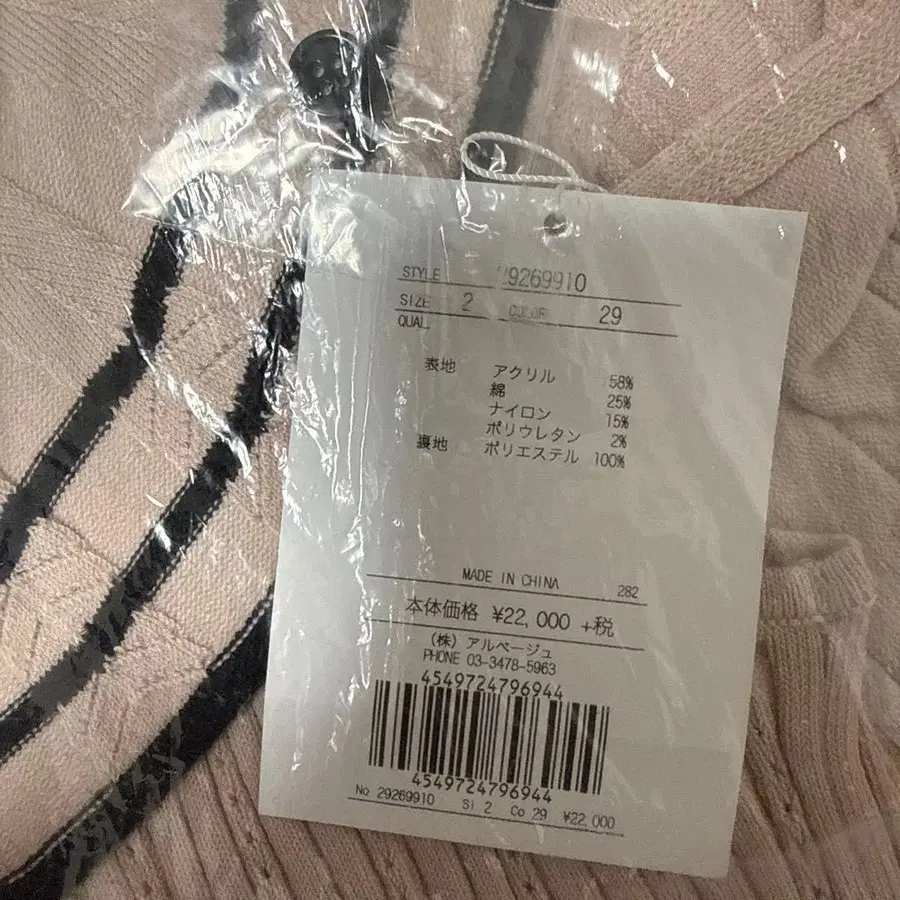 STYLE 29269910
SIZE 2 COLOR 29
QUAL.
表地 アクリル 58%
綿 25%
ナイロン 15%
ポリウレタン 2%
裏地 ポリエステル 100%
MADE IN CHINA
282
本体価格 ¥22,000 +税
(株) アルページュ
PHONE 03-3478-5963
4549724796944
4549724796944
No 29269910 Si 2 Co 29 ¥22,000